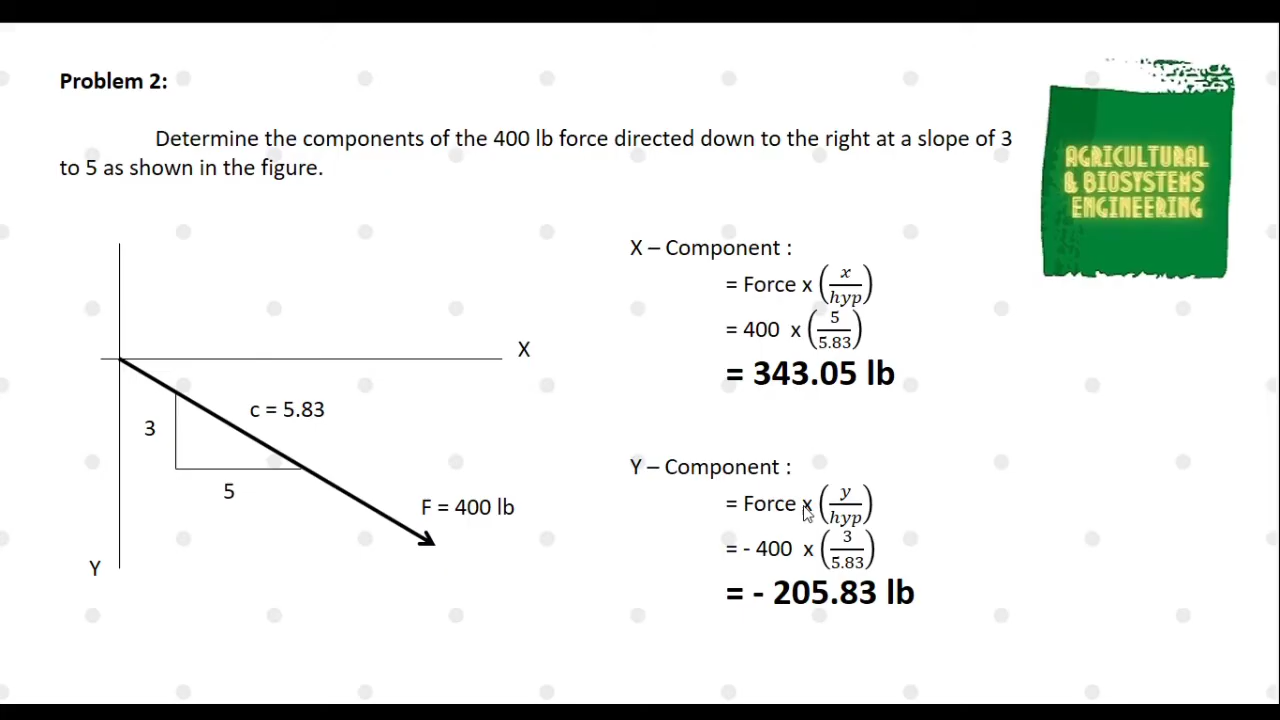 Problem 2:
Determine the components of the 400 lb force directed down to the right at a slope of 3
to 5 as shown in the figure.
AGRICULTURAL
& BIOSYSTEMS
ENGINEERING
X
c = 5.83
3
5
F = 400 lb
Y
X – Component :
= Force x (x/hyp)
= 400 x (5/5.83)
= 343.05 lb
Y – Component :
= Force x (y/hyp)
= - 400 x (3/5.83)
= - 205.83 lb